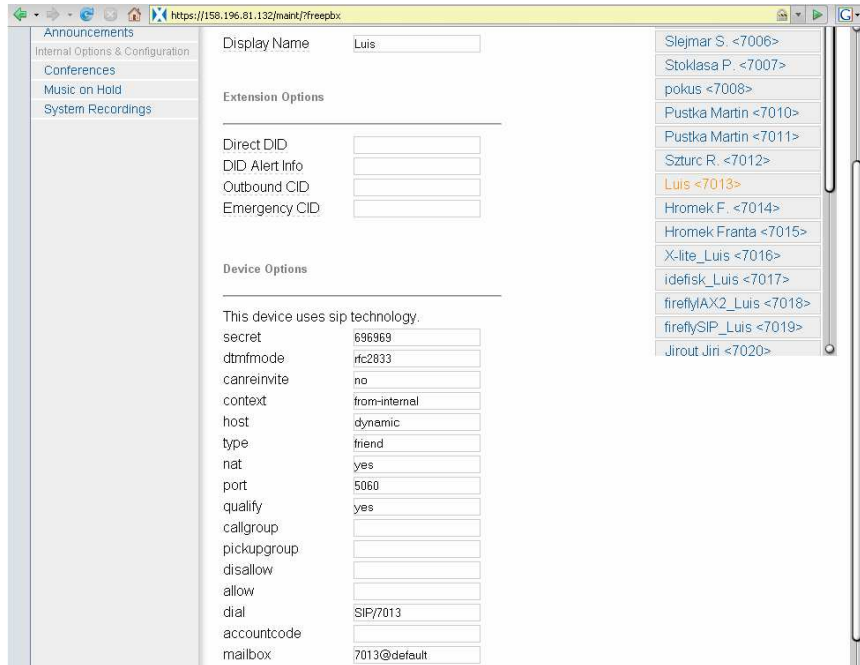 https://158.196.81.132/maint/?freepbx
Announcements
Internal Options & Configuration
Conferences
Music on Hold
System Recordings
Display Name Luis
Extension Options
Direct DID
DID Alert Info
Outbound CID
Emergency CID
Device Options
This device uses sip technology.
secret 696969
dtmfmode rfc2833
canreinvite no
context from-internal
host dynamic
type friend
nat yes
port 5060
qualify yes
callgroup
pickupgroup
disallow
allow
dial SIP/7013
accountcode
mailbox 7013@default
Slejmar S. <7006>
Stoklasa P. <7007>
pokus <7008>
Pustka Martin <7010>
Pustka Martin <7011>
Szturc R. <7012>
Luis <7013>
Hromek F. <7014>
Hromek Franta <7015>
X-lite_Luis <7016>
idefisk_Luis <7017>
fireflyIAX2_Luis <7018>
fireflySIP_Luis <7019>
Jirout Jiri <7020>
G